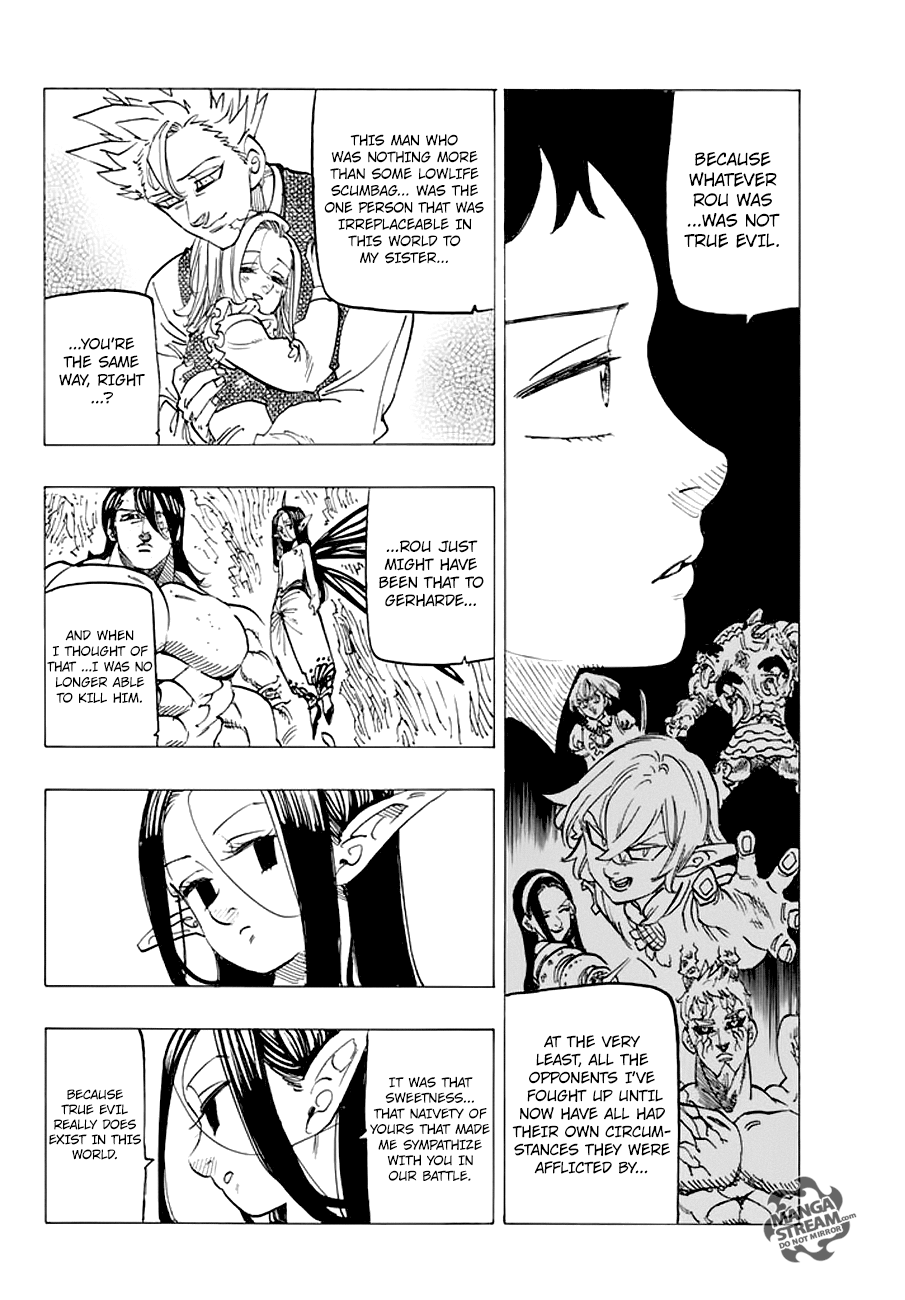 BECAUSE
WHATEVER
ROU WAS
...WAS NOT
TRUE EVIL.
AT THE VERY
LEAST, ALL THE
OPPONENTS I'VE
FOUGHT UP UNTIL
NOW HAVE ALL HAD
THEIR OWN CIRCUM-
STANCES THEY WERE
AFFLICTED BY...
THIS MAN WHO
WAS NOTHING MORE
THAN SOME LOWLIFE
SCUMBAG... WAS THE
ONE PERSON THAT WAS
IRREPLACEABLE IN
THIS WORLD TO
MY SISTER...
...YOU'RE
THE SAME
WAY, RIGHT
...?
...ROU JUST
MIGHT HAVE
BEEN THAT TO
GERHARDE...
AND WHEN
I THOUGHT OF
THAT ...I WAS NO
LONGER ABLE
TO KILL HIM.
IT WAS THAT
SWEETNESS...
THAT NAIVETY OF
YOURS THAT MADE
ME SYMPATHIZE
WITH YOU IN
OUR BATTLE.
BECAUSE
TRUE EVIL
REALLY DOES
EXIST IN THIS
WORLD.
MANGA
STREAM.com
DO NOT MIRROR